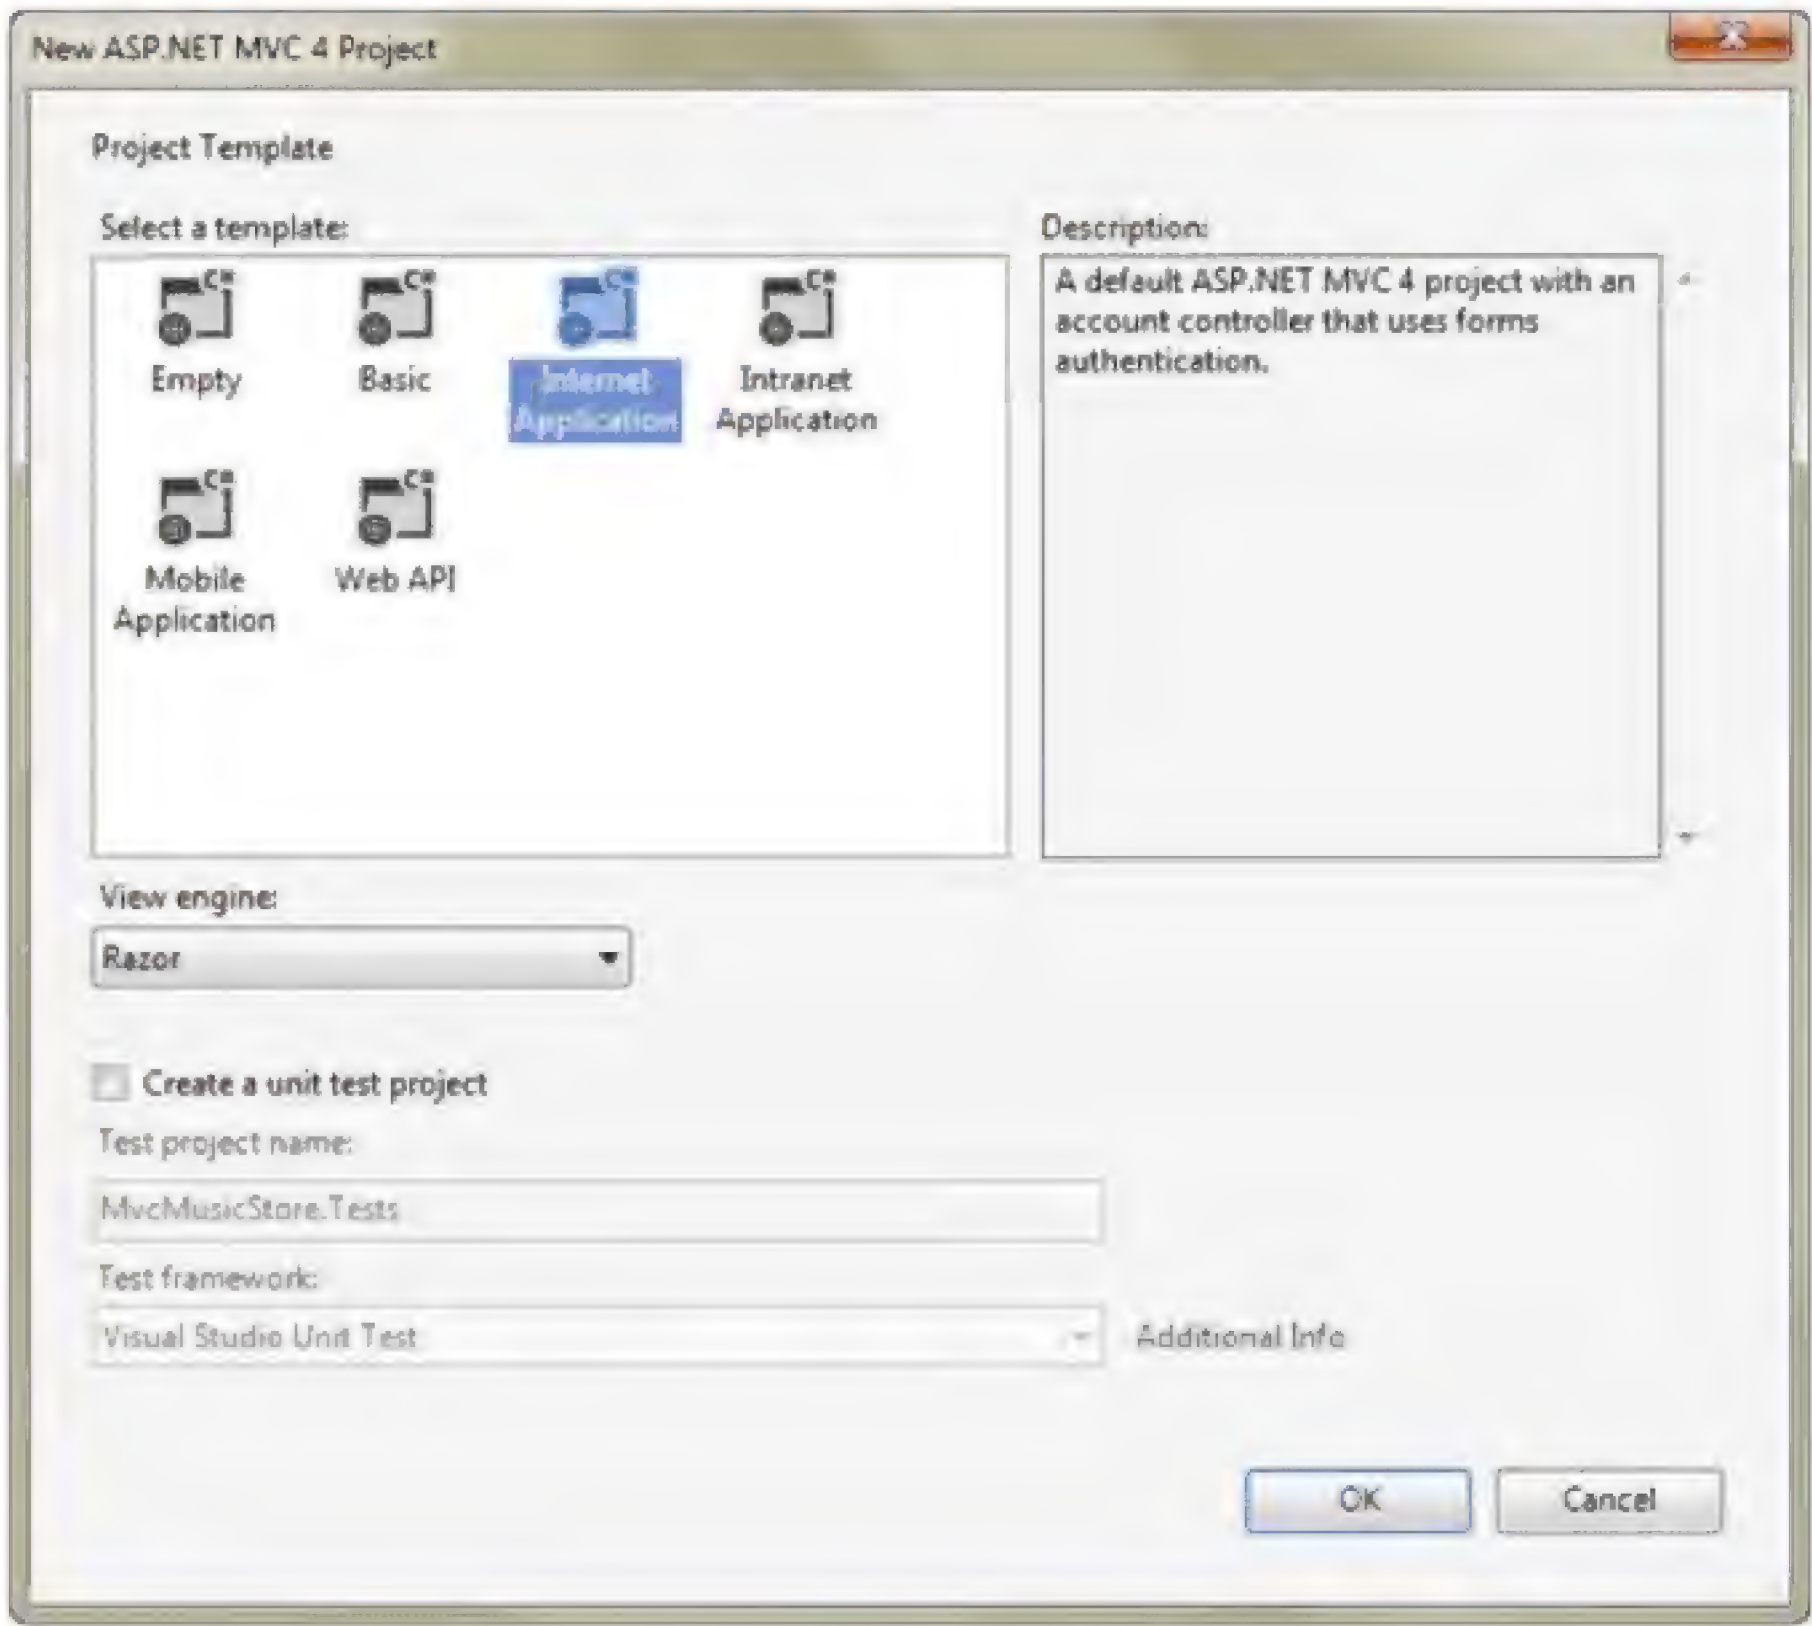 New ASP.NET MVC 4 Project
Project Template
Select a template:
Description:
C# C# C# C#
Empty Basic Internet Application Intranet Application
C# C#
Mobile Application Web API
A default ASP.NET MVC 4 project with an
account controller that uses forms
authentication.
View engine:
Razor
Create a unit test project
Test project name:
MvcMusicStore.Tests
Test framework:
Visual Studio Unit Test
Additional Info
OK
Cancel